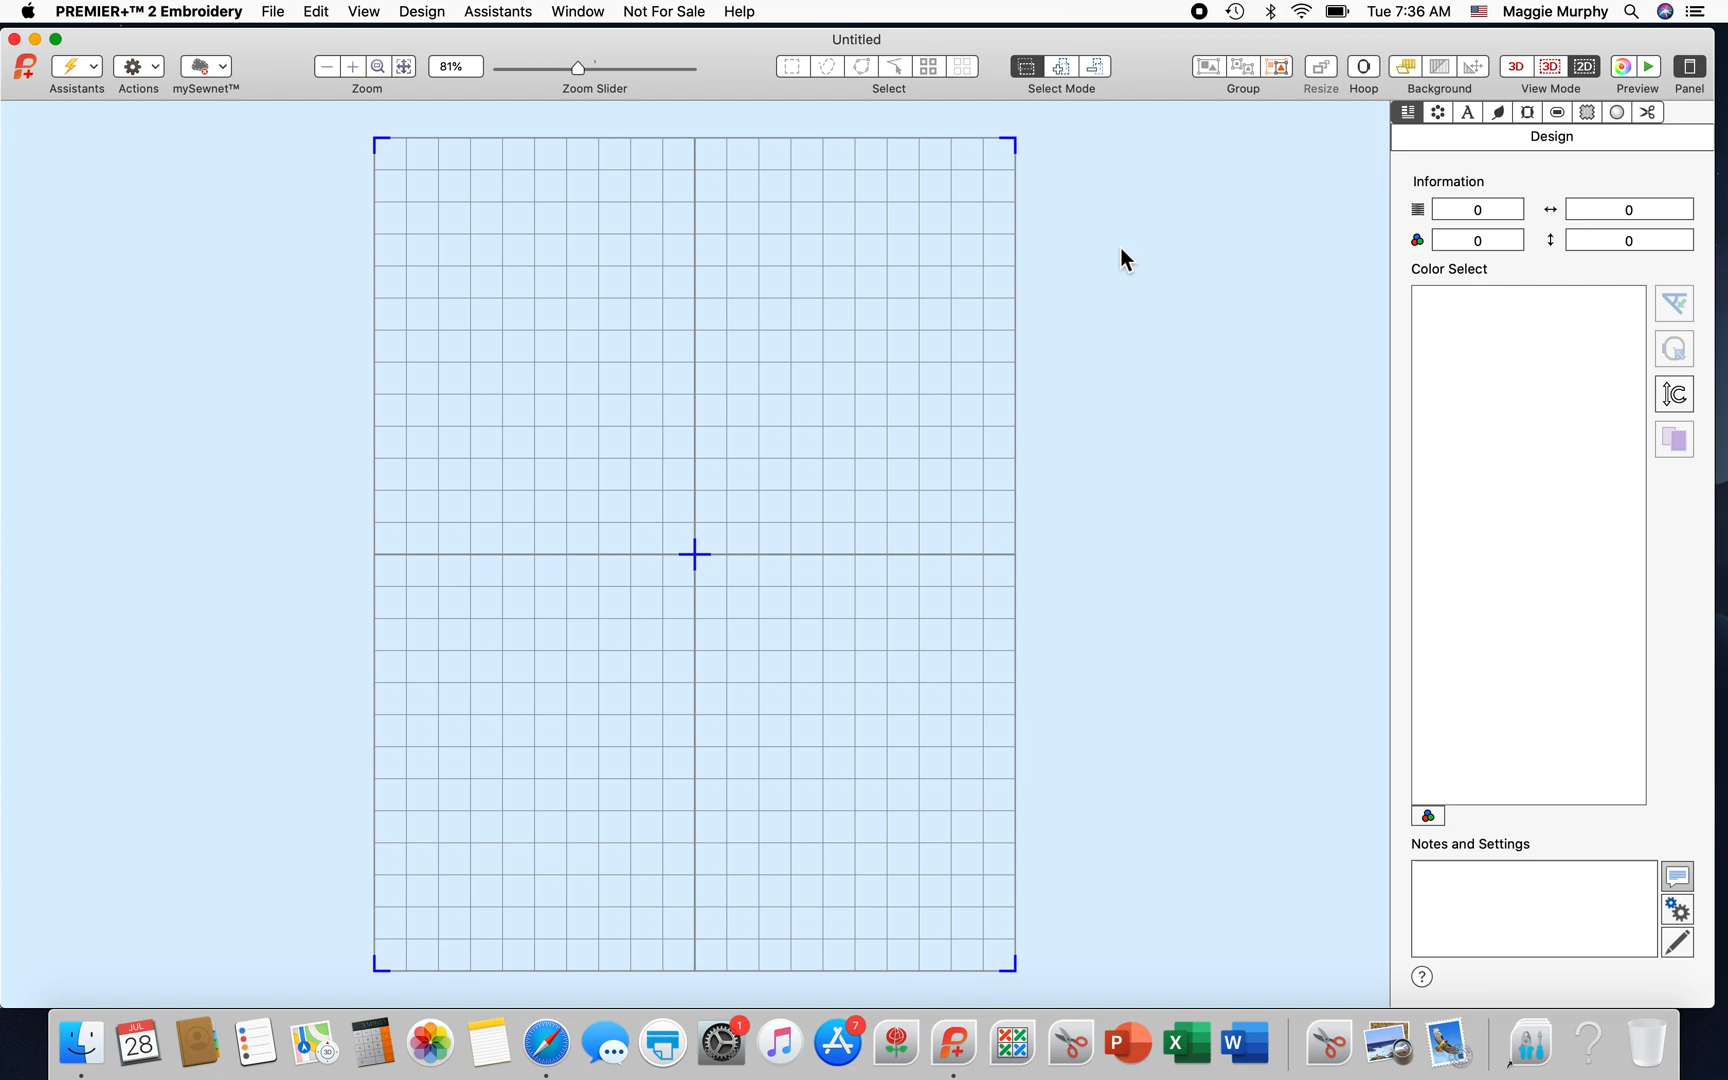 PREMIER+™ 2 Embroidery File Edit View Design Assistants Window Not For Sale Help Tue 7:36 AM Maggie Murphy
Untitled
81%
3D 3D 2D
Assistants Actions mySewnet™ Zoom Zoom Slider Select Select Mode Group Resize Hoop Background View Mode Preview Panel
A
Design
Information
0 0
0 0
Color Select
C
Notes and Settings
?
JUL
28
3D
1
7
P X W
?